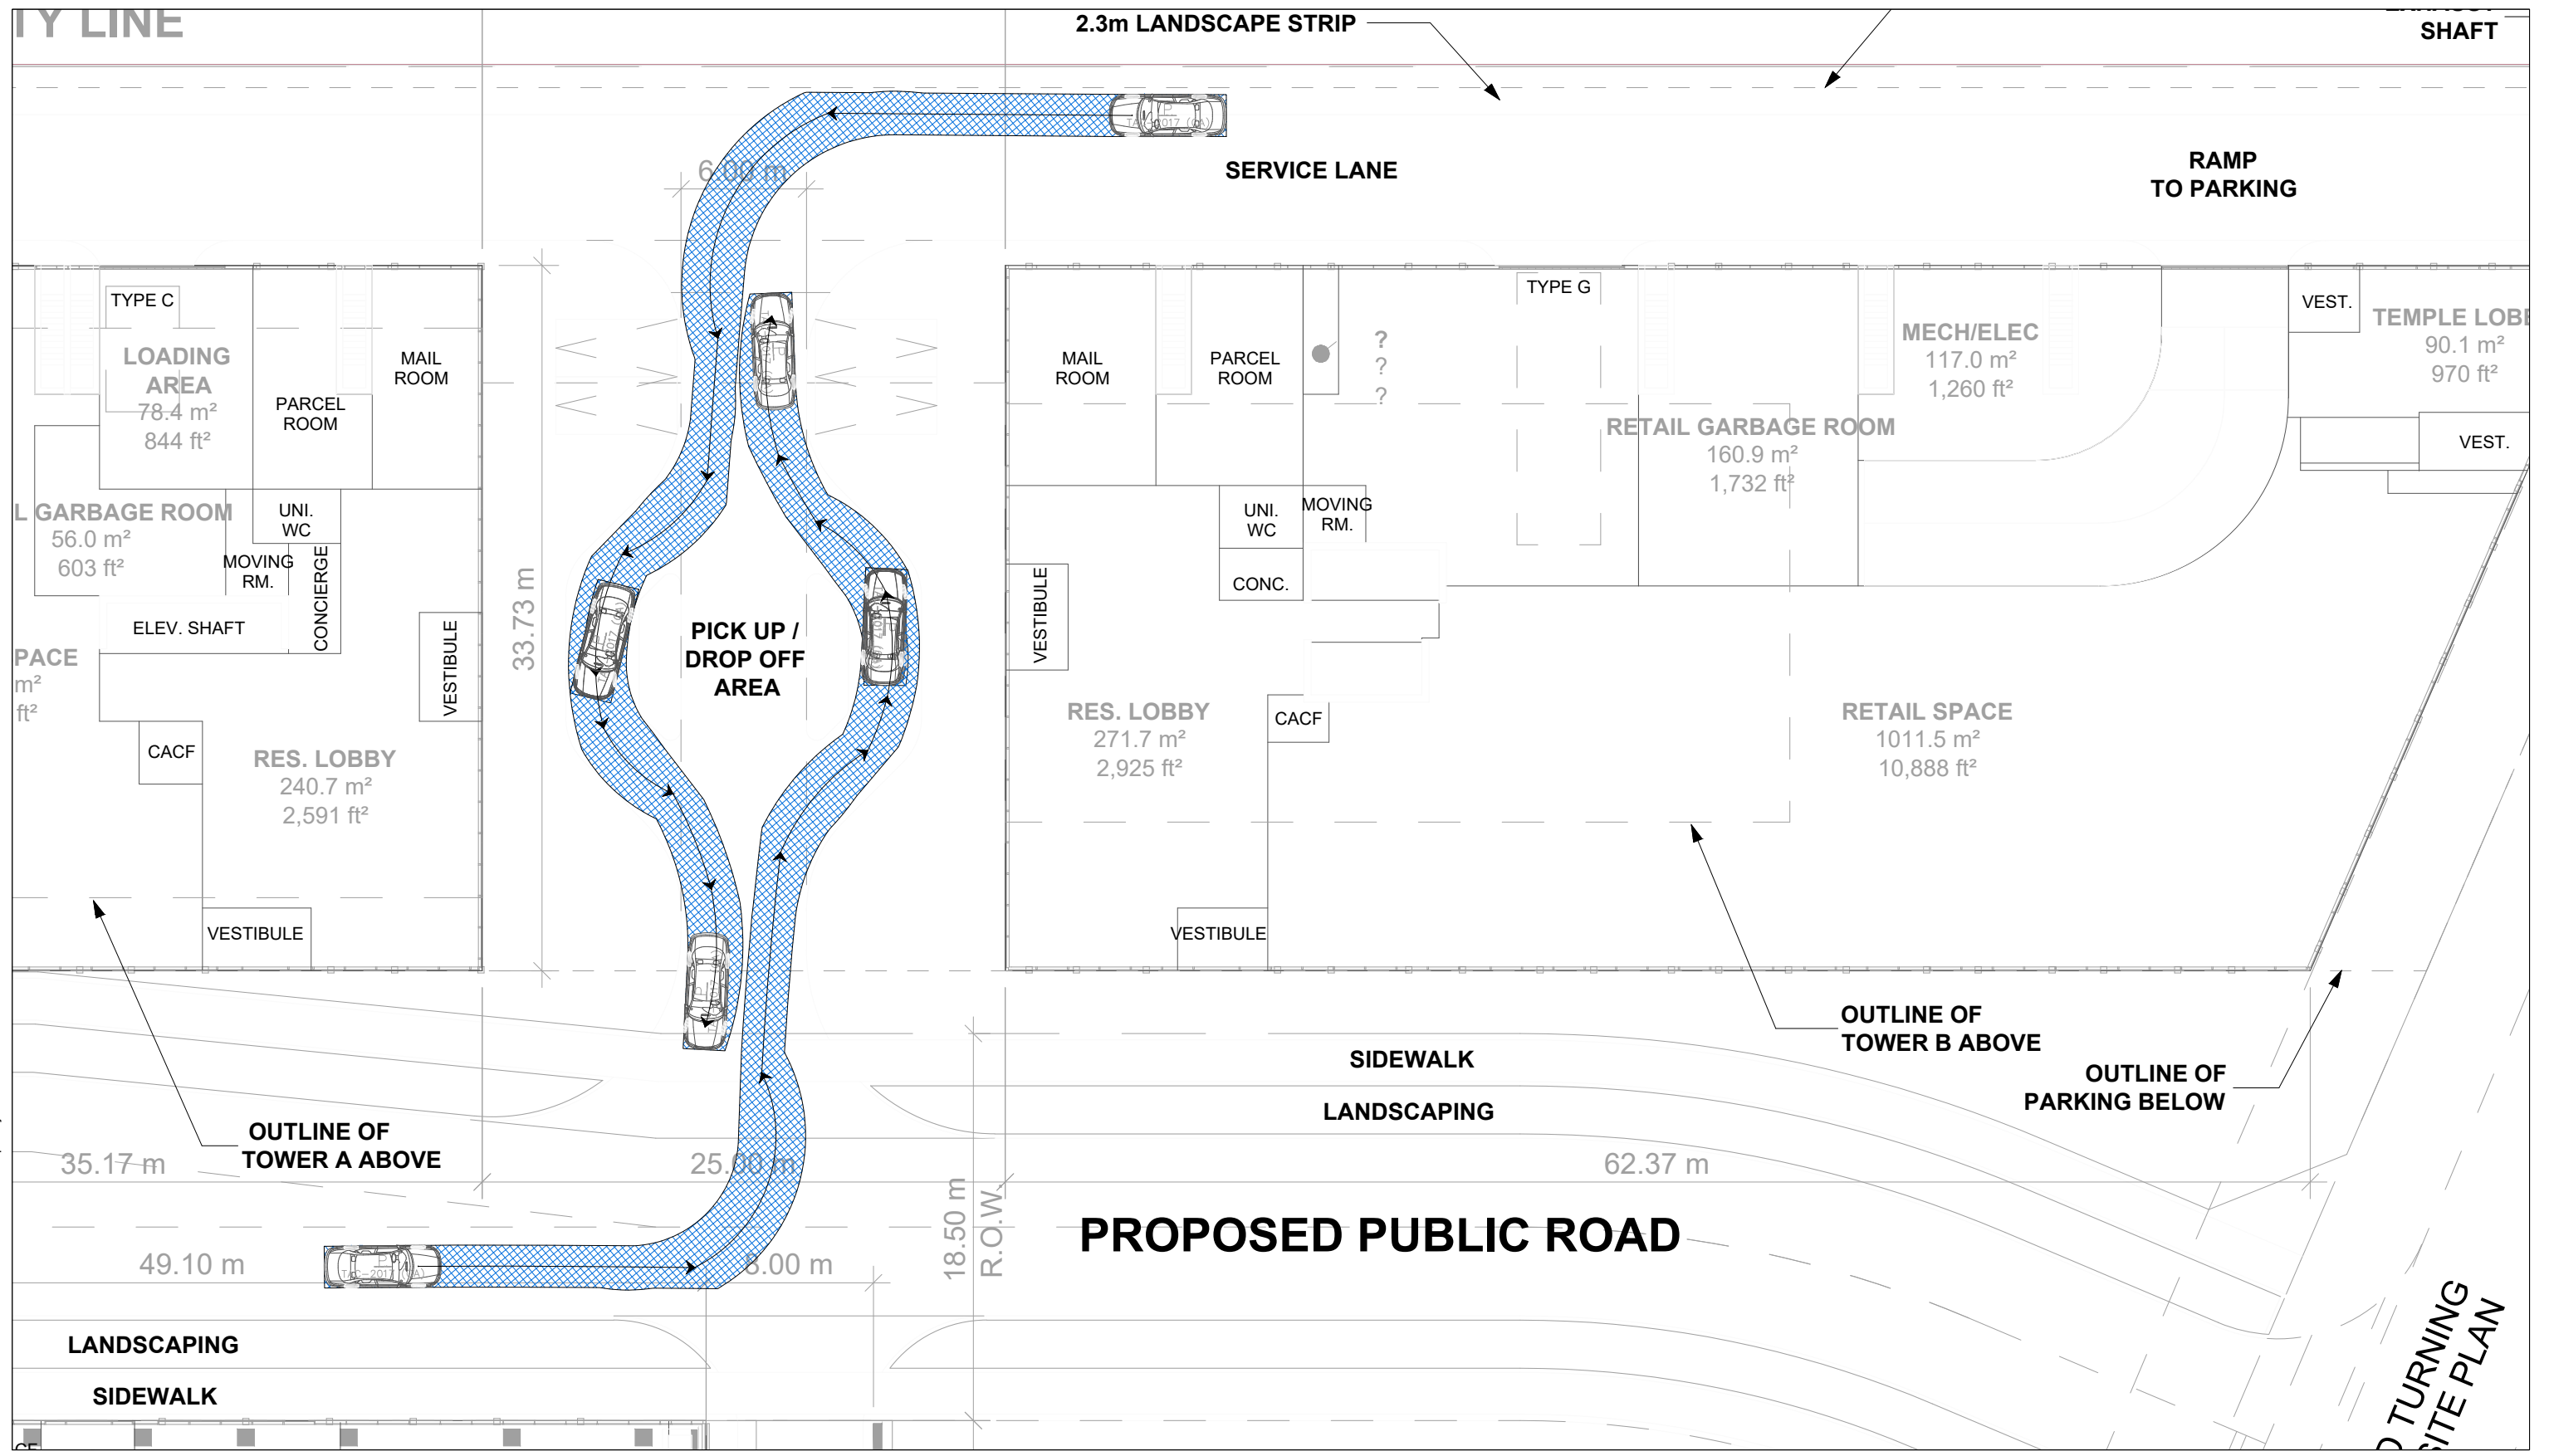 TY LINE
2.3m LANDSCAPE STRIP
SHAFT
SERVICE LANE
RAMP
TO PARKING
6.00 m
TYPE C
LOADING
AREA
78.4 m²
844 ft²
PARCEL
ROOM
MAIL
ROOM
L GARBAGE ROOM
56.0 m²
603 ft²
UNI.
WC
MOVING
RM.
CONCIERGE
ELEV. SHAFT
VESTIBULE
PACE
m²
ft²
CACF
RES. LOBBY
240.7 m²
2,591 ft²
VESTIBULE
33.73 m
PICK UP /
DROP OFF
AREA
MAIL
ROOM
PARCEL
ROOM
?
?
?
TYPE G
UNI.
WC
MOVING
RM.
CONC.
VESTIBULE
RETAIL GARBAGE ROOM
160.9 m²
1,732 ft²
MECH/ELEC
117.0 m²
1,260 ft²
VEST.
TEMPLE LOBB
90.1 m²
970 ft²
VEST.
RES. LOBBY
271.7 m²
2,925 ft²
CACF
VESTIBULE
RETAIL SPACE
1011.5 m²
10,888 ft²
OUTLINE OF
TOWER B ABOVE
OUTLINE OF
PARKING BELOW
SIDEWALK
LANDSCAPING
OUTLINE OF
TOWER A ABOVE
35.17 m
25.00 m
62.37 m
18.50 m
R.O.W.
PROPOSED PUBLIC ROAD
49.10 m
8.00 m
LANDSCAPING
SIDEWALK
TURNING
SITE PLAN